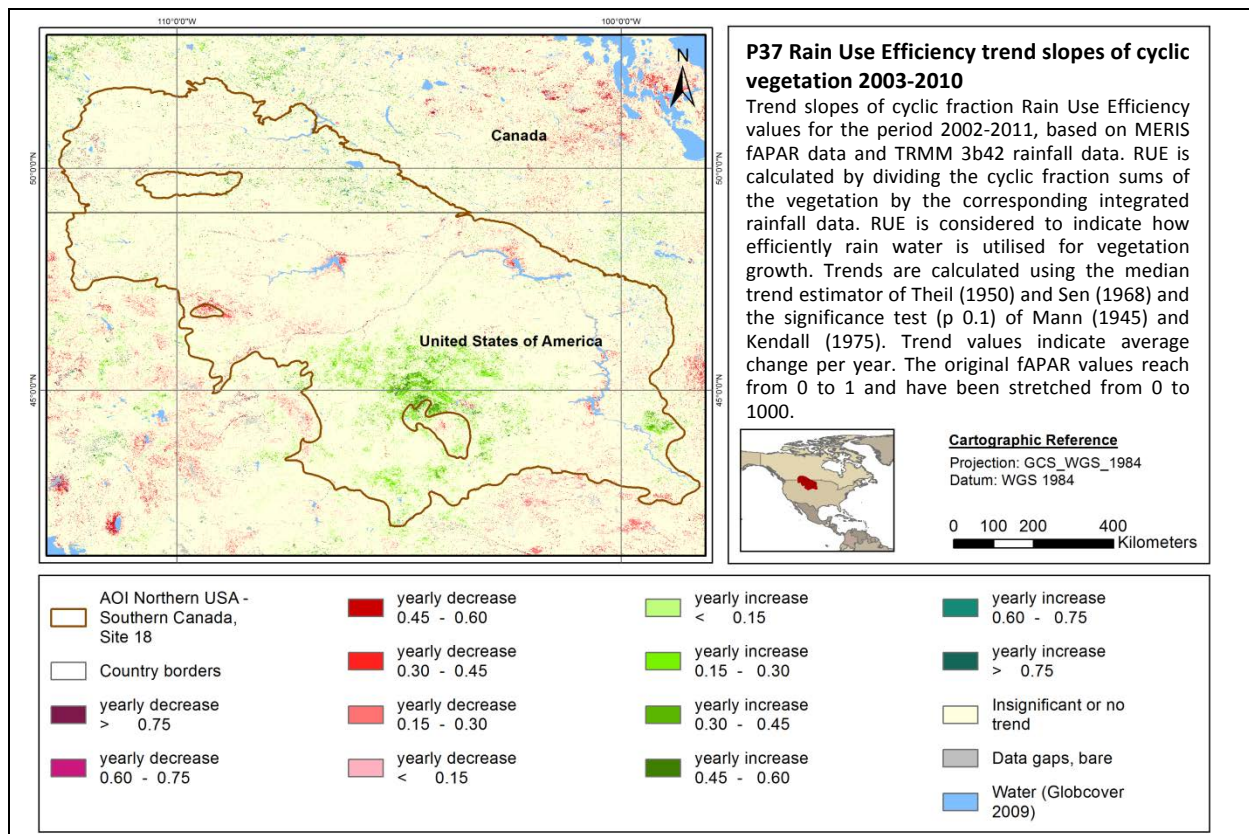 110°0'0"W
100°0'0"W
N
Canada
50°0'0"N
50°0'0"N
United States of America
45°0'0"N
45°0'0"N
P37 Rain Use Efficiency trend slopes of cyclic
vegetation 2003-2010
Trend slopes of cyclic fraction Rain Use Efficiency
values for the period 2002-2011, based on MERIS
fAPAR data and TRMM 3b42 rainfall data. RUE is
calculated by dividing the cyclic fraction sums of
the vegetation by the corresponding integrated
rainfall data. RUE is considered to indicate how
efficiently rain water is utilised for vegetation
growth. Trends are calculated using the median
trend estimator of Theil (1950) and Sen (1968) and
the significance test (p 0.1) of Mann (1945) and
Kendall (1975). Trend values indicate average
change per year. The original fAPAR values reach
from 0 to 1 and have been stretched from 0 to
1000.
Cartographic Reference
Projection: GCS_WGS_1984
Datum: WGS 1984
0 100 200 400
Kilometers
AOI Northern USA -
Southern Canada,
Site 18
Country borders
yearly decrease
> 0.75
yearly decrease
0.60 - 0.75
yearly decrease
0.45 - 0.60
yearly decrease
0.30 - 0.45
yearly decrease
0.15 - 0.30
yearly decrease
< 0.15
yearly increase
< 0.15
yearly increase
0.15 - 0.30
yearly increase
0.30 - 0.45
yearly increase
0.45 - 0.60
yearly increase
0.60 - 0.75
yearly increase
> 0.75
Insignificant or no
trend
Data gaps, bare
Water (Globcover
2009)